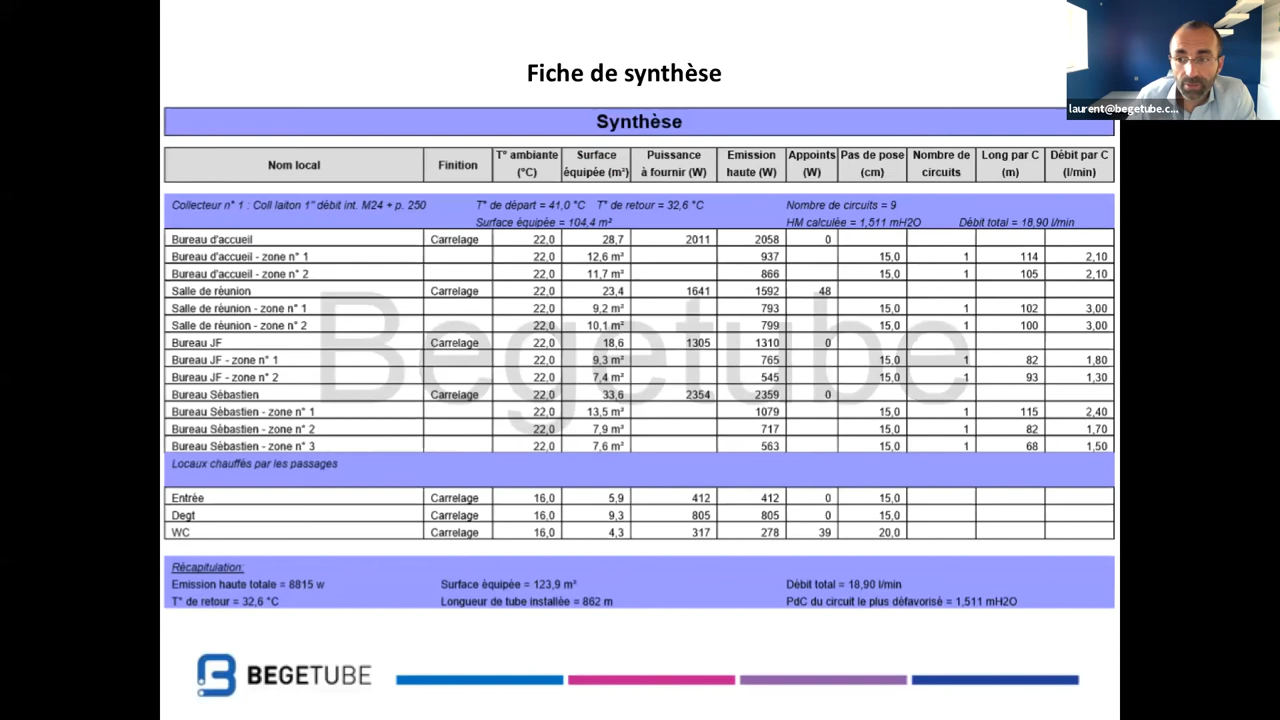 Fiche de synthèse
laurent@begetube.c...
Synthèse
Nom local Finition T° ambiante (°C) Surface équipée (m²) Puissance à fournir (W) Emission haute (W) Appoints (W) Pas de pose (cm) Nombre de circuits Long par C (m) Débit par C (l/min)
Collecteur n° 1 : Coll laiton 1" débit int. M24 + p. 250 T° de départ = 41,0 °C T° de retour = 32,6 °C Nombre de circuits = 9
Surface équipée = 104,4 m² HM calculée = 1,511 mH2O Débit total = 18,90 l/min
Bureau d'accueil Carrelage 22,0 28,7 2011 2058 0
Bureau d'accueil - zone n° 1 22,0 12,6 m² 937 15,0 1 114 2,10
Bureau d'accueil - zone n° 2 22,0 11,7 m² 866 15,0 1 105 2,10
Salle de réunion Carrelage 22,0 23,4 1641 1592 48
Salle de réunion - zone n° 1 22,0 9,2 m² 793 15,0 1 102 3,00
Salle de réunion - zone n° 2 22,0 10,1 m² 799 15,0 1 100 3,00
Bureau JF Carrelage 22,0 18,6 1305 1310 0
Bureau JF - zone n° 1 22,0 9,3 m² 765 15,0 1 82 1,80
Bureau JF - zone n° 2 22,0 7,4 m² 545 15,0 1 93 1,30
Bureau Sébastien Carrelage 22,0 33,6 2354 2359 0
Bureau Sébastien - zone n° 1 22,0 13,5 m² 1079 15,0 1 115 2,40
Bureau Sébastien - zone n° 2 22,0 7,9 m² 717 15,0 1 82 1,70
Bureau Sébastien - zone n° 3 22,0 7,6 m² 563 15,0 1 68 1,50
Begetube
Locaux chauffés par les passages
Entrée Carrelage 16,0 5,9 412 412 0 15,0
Degt Carrelage 16,0 9,3 805 805 0 15,0
WC Carrelage 16,0 4,3 317 278 39 20,0
Récapitulation:
Emission haute totale = 8815 w Surface équipée = 123,9 m² Débit total = 18,90 l/min
T° de retour = 32,6 °C Longueur de tube installée = 862 m PdC du circuit le plus défavorisé = 1,511 mH2O
BEGETUBE